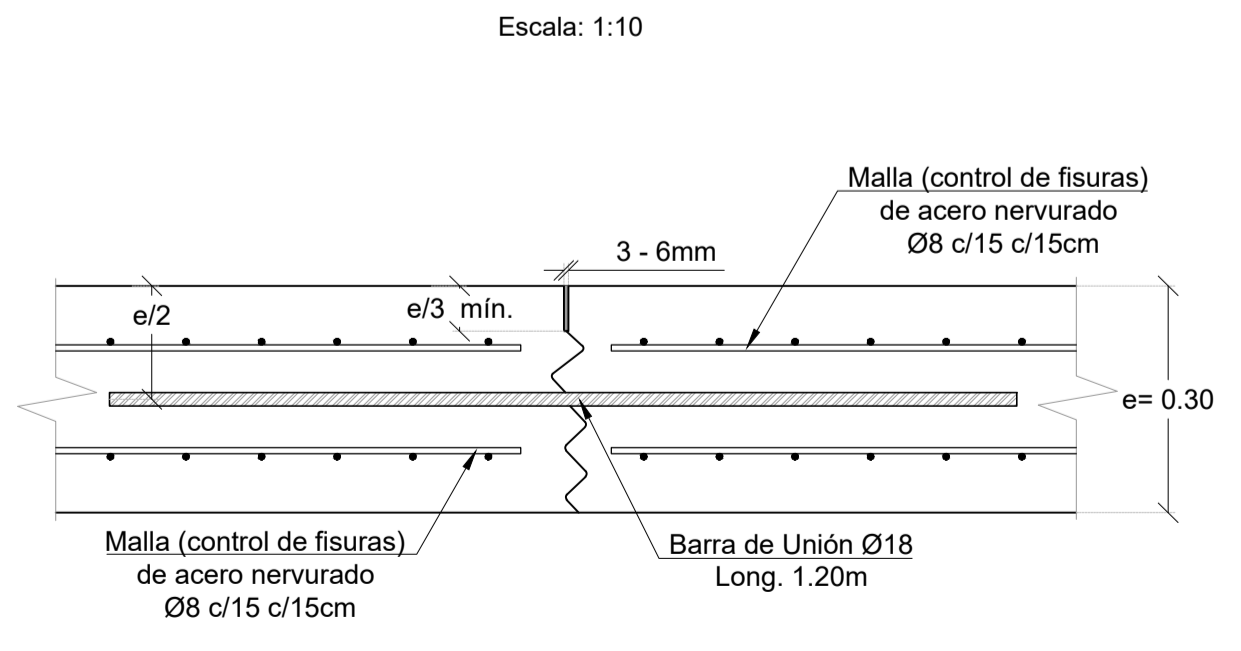 Escala: 1:10
Malla (control de fisuras)
de acero nervurado
Ø8 c/15 c/15cm
3 - 6mm
e/2
e/3 mín.
e= 0.30
Malla (control de fisuras)
de acero nervurado
Ø8 c/15 c/15cm
Barra de Unión Ø18
Long. 1.20m